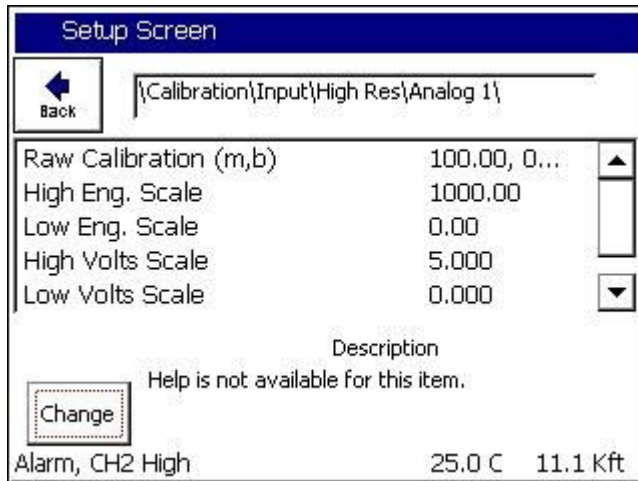 Setup Screen
Back
\Calibration\Input\High Res\Analog 1\
Raw Calibration (m,b) 100.00, 0...
High Eng. Scale 1000.00
Low Eng. Scale 0.00
High Volts Scale 5.000
Low Volts Scale 0.000
Description
Help is not available for this item.
Change
Alarm, CH2 High 25.0 C 11.1 Kft